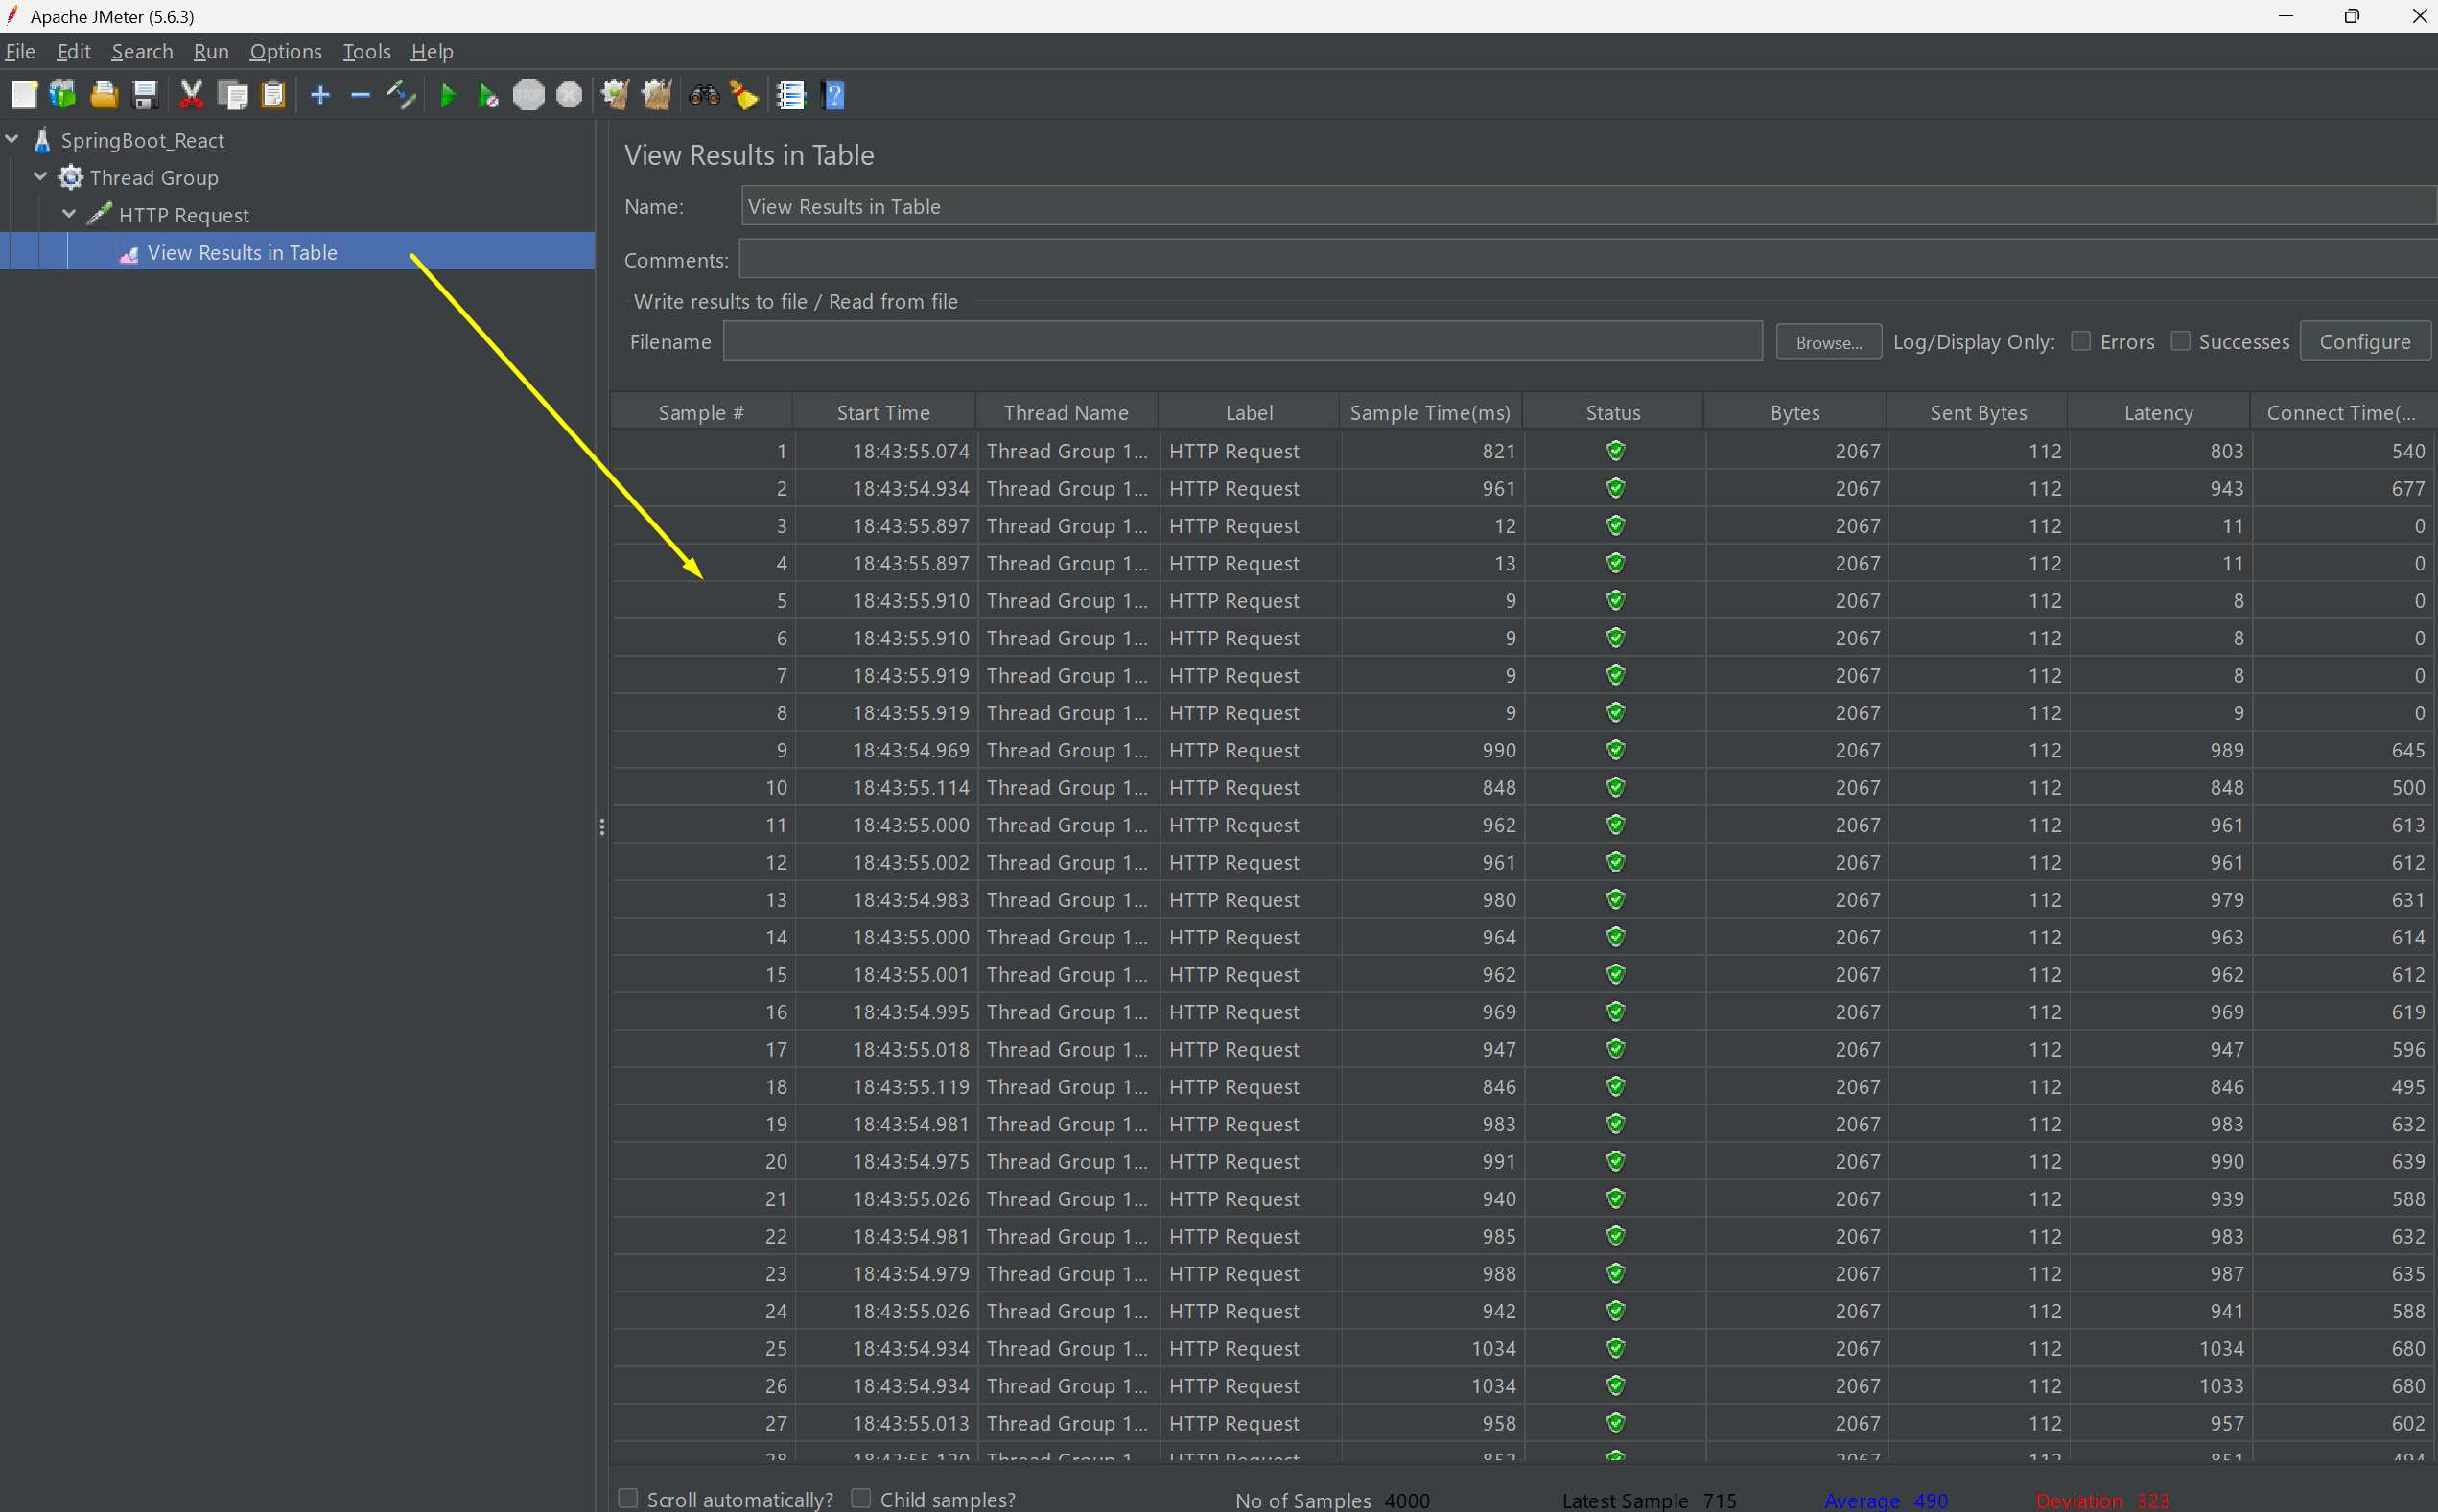 Apache JMeter (5.6.3)
File Edit Search Run Options Tools Help
STOP
SpringBoot_React
Thread Group
HTTP Request
View Results in Table
View Results in Table
Name: View Results in Table
Comments:
Write results to file / Read from file
Filename Browse... Log/Display Only: Errors Successes Configure
Sample # Start Time Thread Name Label Sample Time(ms) Status Bytes Sent Bytes Latency Connect Time(...
1 18:43:55.074 Thread Group 1... HTTP Request 821 2067 112 803 540
2 18:43:54.934 Thread Group 1... HTTP Request 961 2067 112 943 677
3 18:43:55.897 Thread Group 1... HTTP Request 12 2067 112 11 0
4 18:43:55.897 Thread Group 1... HTTP Request 13 2067 112 11 0
5 18:43:55.910 Thread Group 1... HTTP Request 9 2067 112 8 0
6 18:43:55.910 Thread Group 1... HTTP Request 9 2067 112 8 0
7 18:43:55.919 Thread Group 1... HTTP Request 9 2067 112 8 0
8 18:43:55.919 Thread Group 1... HTTP Request 9 2067 112 9 0
9 18:43:54.969 Thread Group 1... HTTP Request 990 2067 112 989 645
10 18:43:55.114 Thread Group 1... HTTP Request 848 2067 112 848 500
11 18:43:55.000 Thread Group 1... HTTP Request 962 2067 112 961 613
12 18:43:55.002 Thread Group 1... HTTP Request 961 2067 112 961 612
13 18:43:54.983 Thread Group 1... HTTP Request 980 2067 112 979 631
14 18:43:55.000 Thread Group 1... HTTP Request 964 2067 112 963 614
15 18:43:55.001 Thread Group 1... HTTP Request 962 2067 112 962 612
16 18:43:54.995 Thread Group 1... HTTP Request 969 2067 112 969 619
17 18:43:55.018 Thread Group 1... HTTP Request 947 2067 112 947 596
18 18:43:55.119 Thread Group 1... HTTP Request 846 2067 112 846 495
19 18:43:54.981 Thread Group 1... HTTP Request 983 2067 112 983 632
20 18:43:54.975 Thread Group 1... HTTP Request 991 2067 112 990 639
21 18:43:55.026 Thread Group 1... HTTP Request 940 2067 112 939 588
22 18:43:54.981 Thread Group 1... HTTP Request 985 2067 112 983 632
23 18:43:54.979 Thread Group 1... HTTP Request 988 2067 112 987 635
24 18:43:55.026 Thread Group 1... HTTP Request 942 2067 112 941 588
25 18:43:54.934 Thread Group 1... HTTP Request 1034 2067 112 1034 680
26 18:43:54.934 Thread Group 1... HTTP Request 1034 2067 112 1033 680
27 18:43:55.013 Thread Group 1... HTTP Request 958 2067 112 957 602
Scroll automatically? Child samples? No of Samples 4000 Latest Sample 715 Average 490 Deviation 323